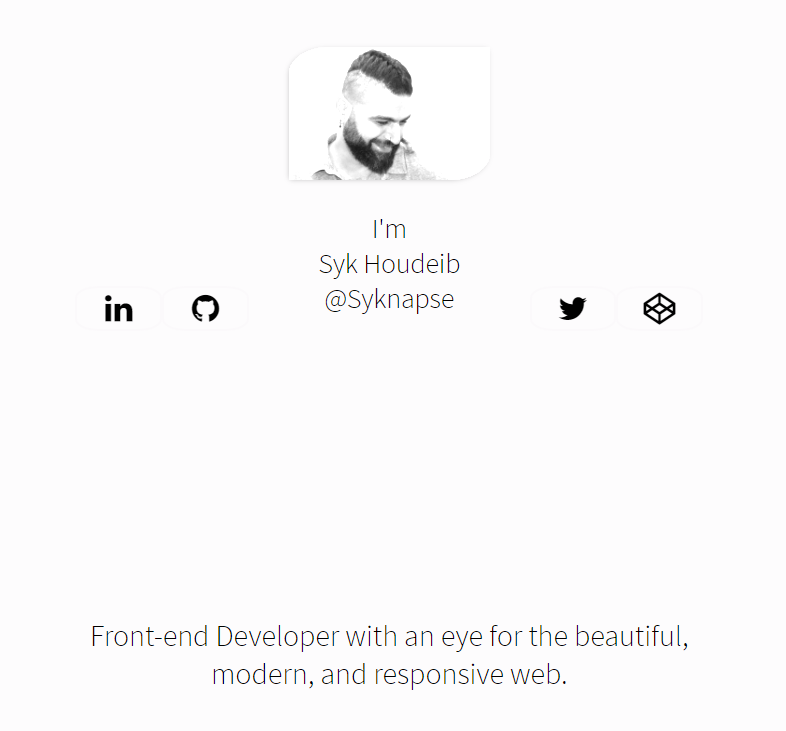 I'm
Syk Houdeib
@Syknapse
in
Front-end Developer with an eye for the beautiful,
modern, and responsive web.